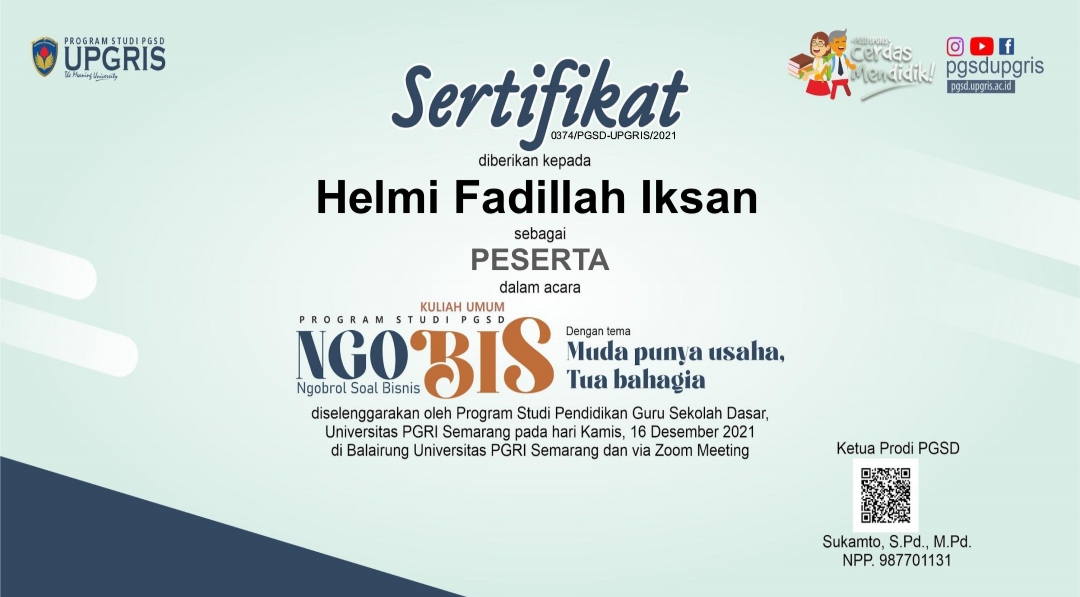 PROGRAM STUDI PGSD
UPGRIS
The Meaning University
PGSD UPGRIS
Cerdas
Mendidik!
pgsdupgris
pgsd.upgris.ac.id
Sertifikat
0374/PGSD-UPGRIS/2021
diberikan kepada
Helmi Fadillah Iksan
sebagai
PESERTA
dalam acara
KULIAH UMUM
PROGRAM STUDI PGSD
NGOBIS
Ngobrol Soal Bisnis
Dengan tema
Muda punya usaha,
Tua bahagia
diselenggarakan oleh Program Studi Pendidikan Guru Sekolah Dasar,
Universitas PGRI Semarang pada hari Kamis, 16 Desember 2021
di Balairung Universitas PGRI Semarang dan via Zoom Meeting
Ketua Prodi PGSD
Sukamto, S.Pd., M.Pd.
NPP. 987701131